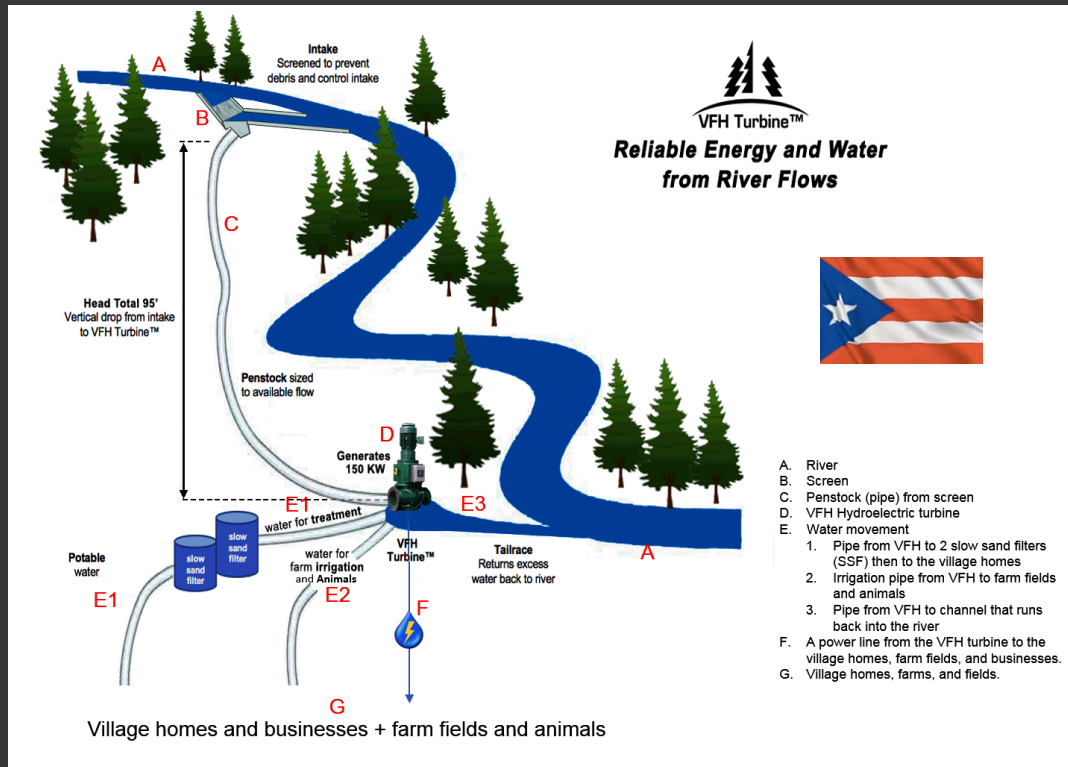 A
Intake
Screened to prevent
debris and control intake
B
VFH Turbine™
Reliable Energy and Water
from River Flows
C
Head Total 95'
Vertical drop from intake
to VFH Turbine™
Penstock sized
to available flow
D
Generates
150 KW
E1
E3
water for treatment
slow
sand
filter
slow
sand
filter
Potable
water
E1
water for
farm irrigation
and Animals
E2
VFH
Turbine™
Tailrace
Returns excess
water back to river
A
F
G
Village homes and businesses + farm fields and animals
A. River
B. Screen
C. Penstock (pipe) from screen
D. VFH Hydroelectric turbine
E. Water movement
1. Pipe from VFH to 2 slow sand filters
(SSF) then to the village homes
2. Irrigation pipe from VFH to farm fields
and animals
3. Pipe from VFH to channel that runs
back into the river
F. A power line from the VFH turbine to the
village homes, farm fields, and businesses.
G. Village homes, farms, and fields.